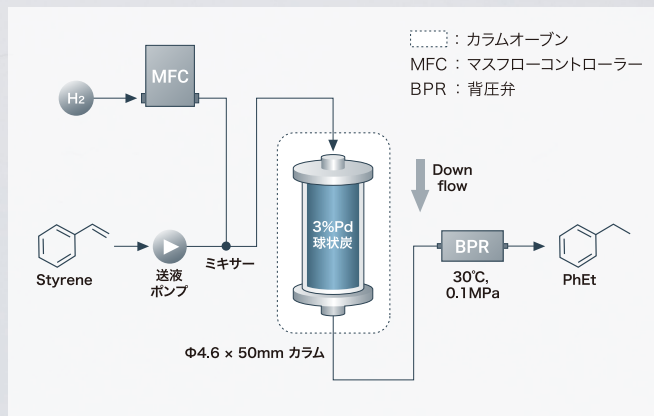 ：カラムオーブン
MFC：マスフローコントローラー
BPR：背圧弁
MFC
H2
Down
flow
3%Pd
球状炭
BPR
ミキサー
Styrene
送液
ポンプ
30℃,
0.1MPa
PhEt
Φ4.6 × 50mm カラム